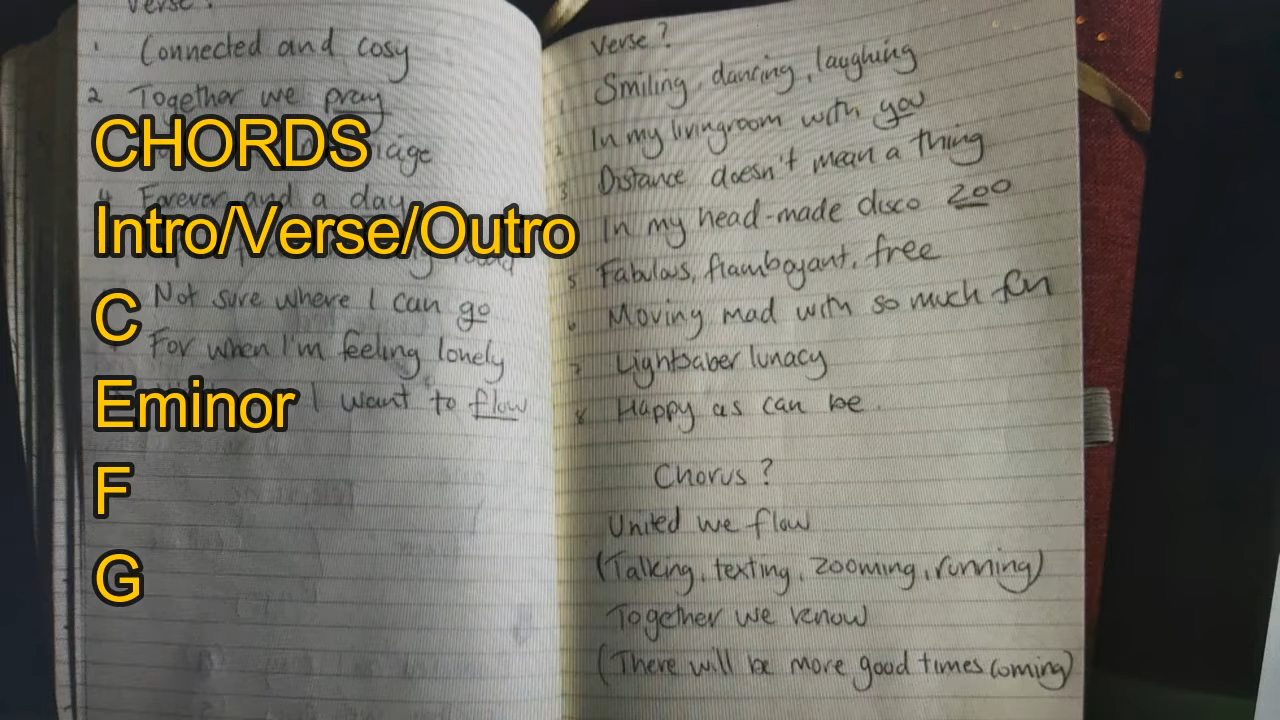 Verse?
1 Connected and cosy
2 Together we pray
4 Forever and a day
Not sure where I can go
For when I'm feeling lonely
I want to flow
CHORDS
Intro/Verse/Outro
C
Eminor
F
G
Verse?
1 Smiling, dancing, laughing
2 In my livingroom with you
3 Distance doesn't mean a thing
In my head-made disco zoo
5 Fabulous, flamboyant, free
6 Moving mad with so much fun
7 Lightsaber lunacy
8 Happy as can be.
Chorus?
United we flow
(Talking, texting, zooming, running)
Together we know
(There will be more good times coming)